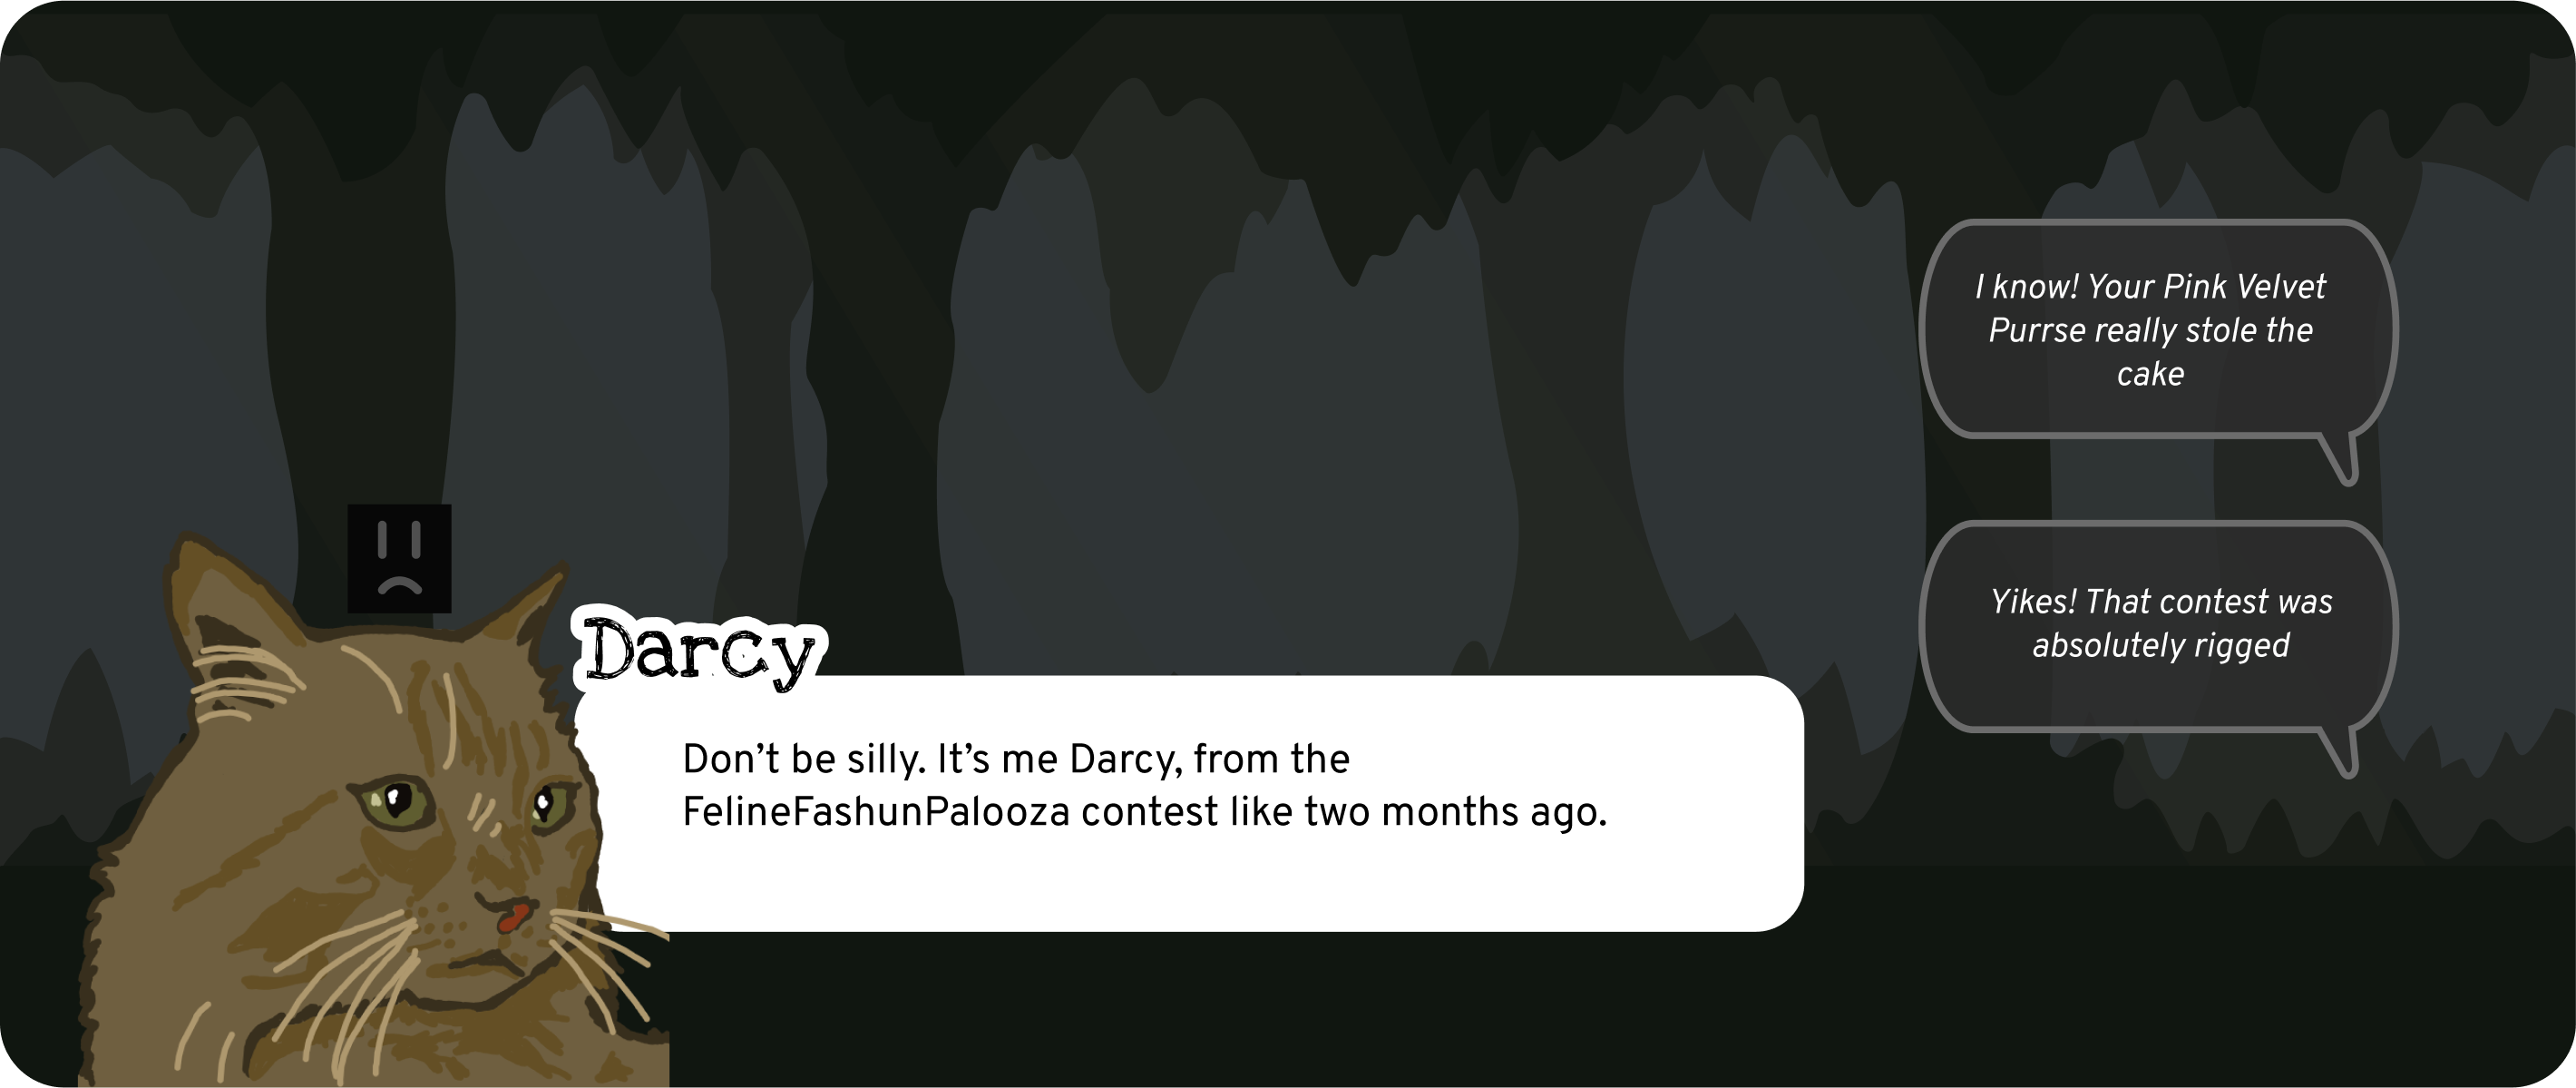 Darcy
Don’t be silly. It’s me Darcy, from the
FelineFashunPalooza contest like two months ago.
I know! Your Pink Velvet
Purrse really stole the
cake
Yikes! That contest was
absolutely rigged